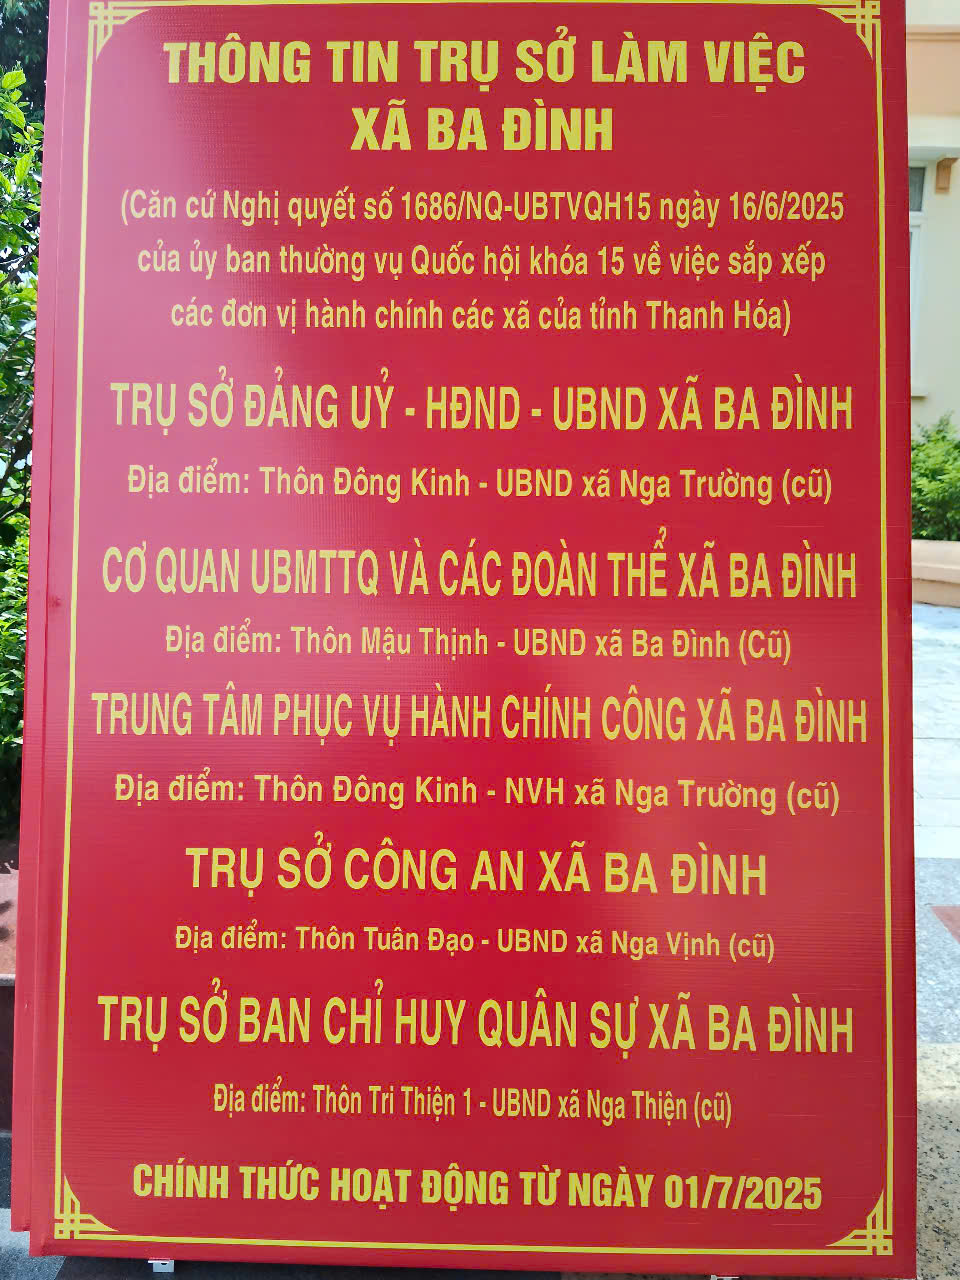 THÔNG TIN TRỤ SỞ LÀM VIỆC
XÃ BA ĐÌNH
(Căn cứ Nghị quyết số 1686/NQ-UBTVQH15 ngày 16/6/2025
của ủy ban thường vụ Quốc hội khóa 15 về việc sắp xếp
các đơn vị hành chính các xã của tỉnh Thanh Hóa)
TRỤ SỞ ĐẢNG UỶ - HĐND - UBND XÃ BA ĐÌNH
Địa điểm: Thôn Đông Kinh - UBND xã Nga Trường (cũ)
CƠ QUAN UBMTTQ VÀ CÁC ĐOÀN THỂ XÃ BA ĐÌNH
Địa điểm: Thôn Mậu Thịnh - UBND xã Ba Đình (Cũ)
TRUNG TÂM PHỤC VỤ HÀNH CHÍNH CÔNG XÃ BA ĐÌNH
Địa điểm: Thôn Đông Kinh - NVH xã Nga Trường (cũ)
TRỤ SỞ CÔNG AN XÃ BA ĐÌNH
Địa điểm: Thôn Tuân Đạo - UBND xã Nga Vịnh (cũ)
TRỤ SỞ BAN CHỈ HUY QUÂN SỰ XÃ BA ĐÌNH
Địa điểm: Thôn Tri Thiện 1 - UBND xã Nga Thiện (cũ)
CHÍNH THỨC HOẠT ĐỘNG TỪ NGÀY 01/7/2025